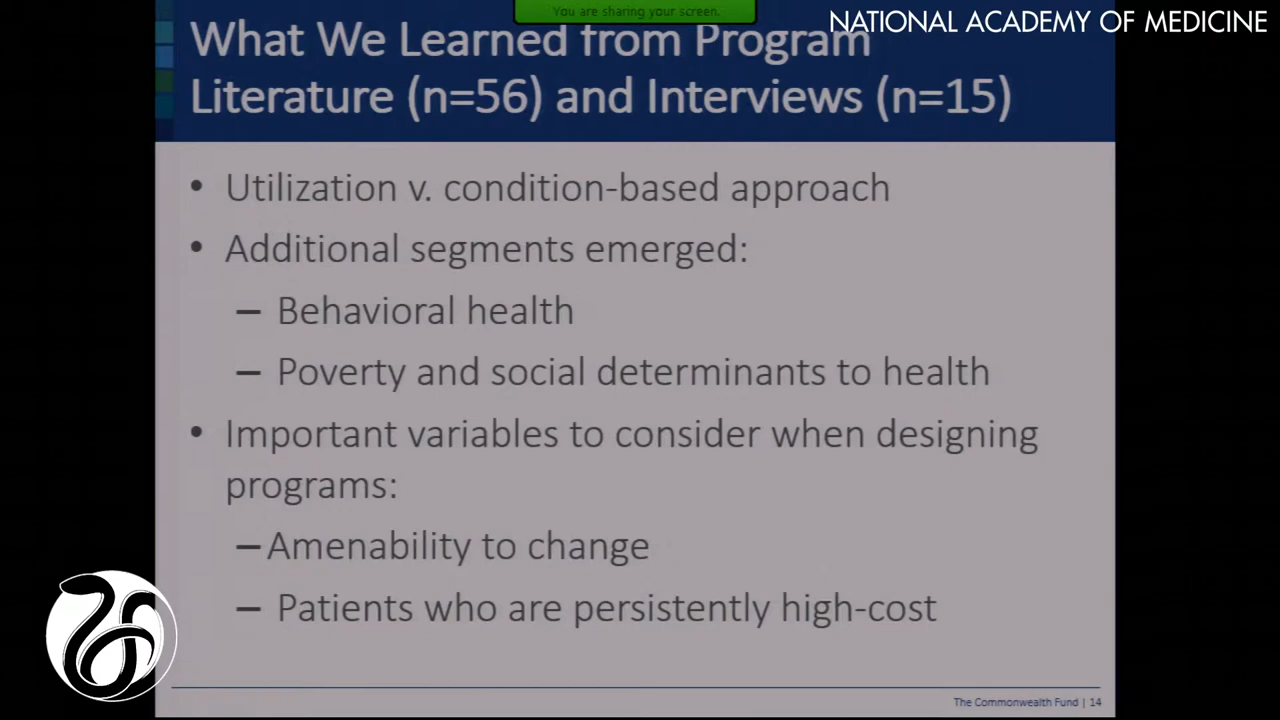 You are sharing your screen.
NATIONAL ACADEMY OF MEDICINE
What We Learned from Program
Literature (n=56) and Interviews (n=15)
• Utilization v. condition-based approach
• Additional segments emerged:
– Behavioral health
– Poverty and social determinants to health
• Important variables to consider when designing
programs:
–Amenability to change
– Patients who are persistently high-cost
The Commonwealth Fund | 14